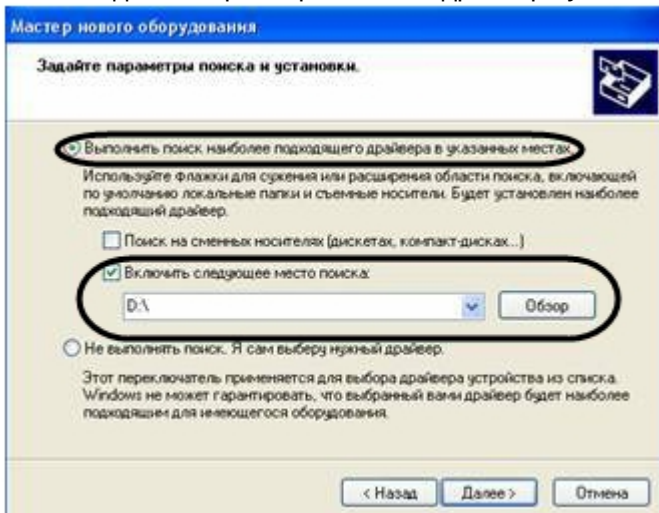 Мастер нового оборудования
Задайте параметры поиска и установки.
Выполнить поиск наиболее подходящего драйвера в указанных местах.
Используйте флажки для сужения или расширения области поиска, включающей
по умолчанию локальные папки и съемные носители. Будет установлен наиболее
подходящий драйвер.
Поиск на сменных носителях (дискетах, компакт-дисках...)
Включить следующее место поиска:
D:\
Обзор
Не выполнять поиск. Я сам выберу нужный драйвер.
Этот переключатель применяется для выбора драйвера устройства из списка.
Windows не может гарантировать, что выбранный вами драйвер будет наиболее
подходящим для имеющегося оборудования.
< Назад Далее > Отмена